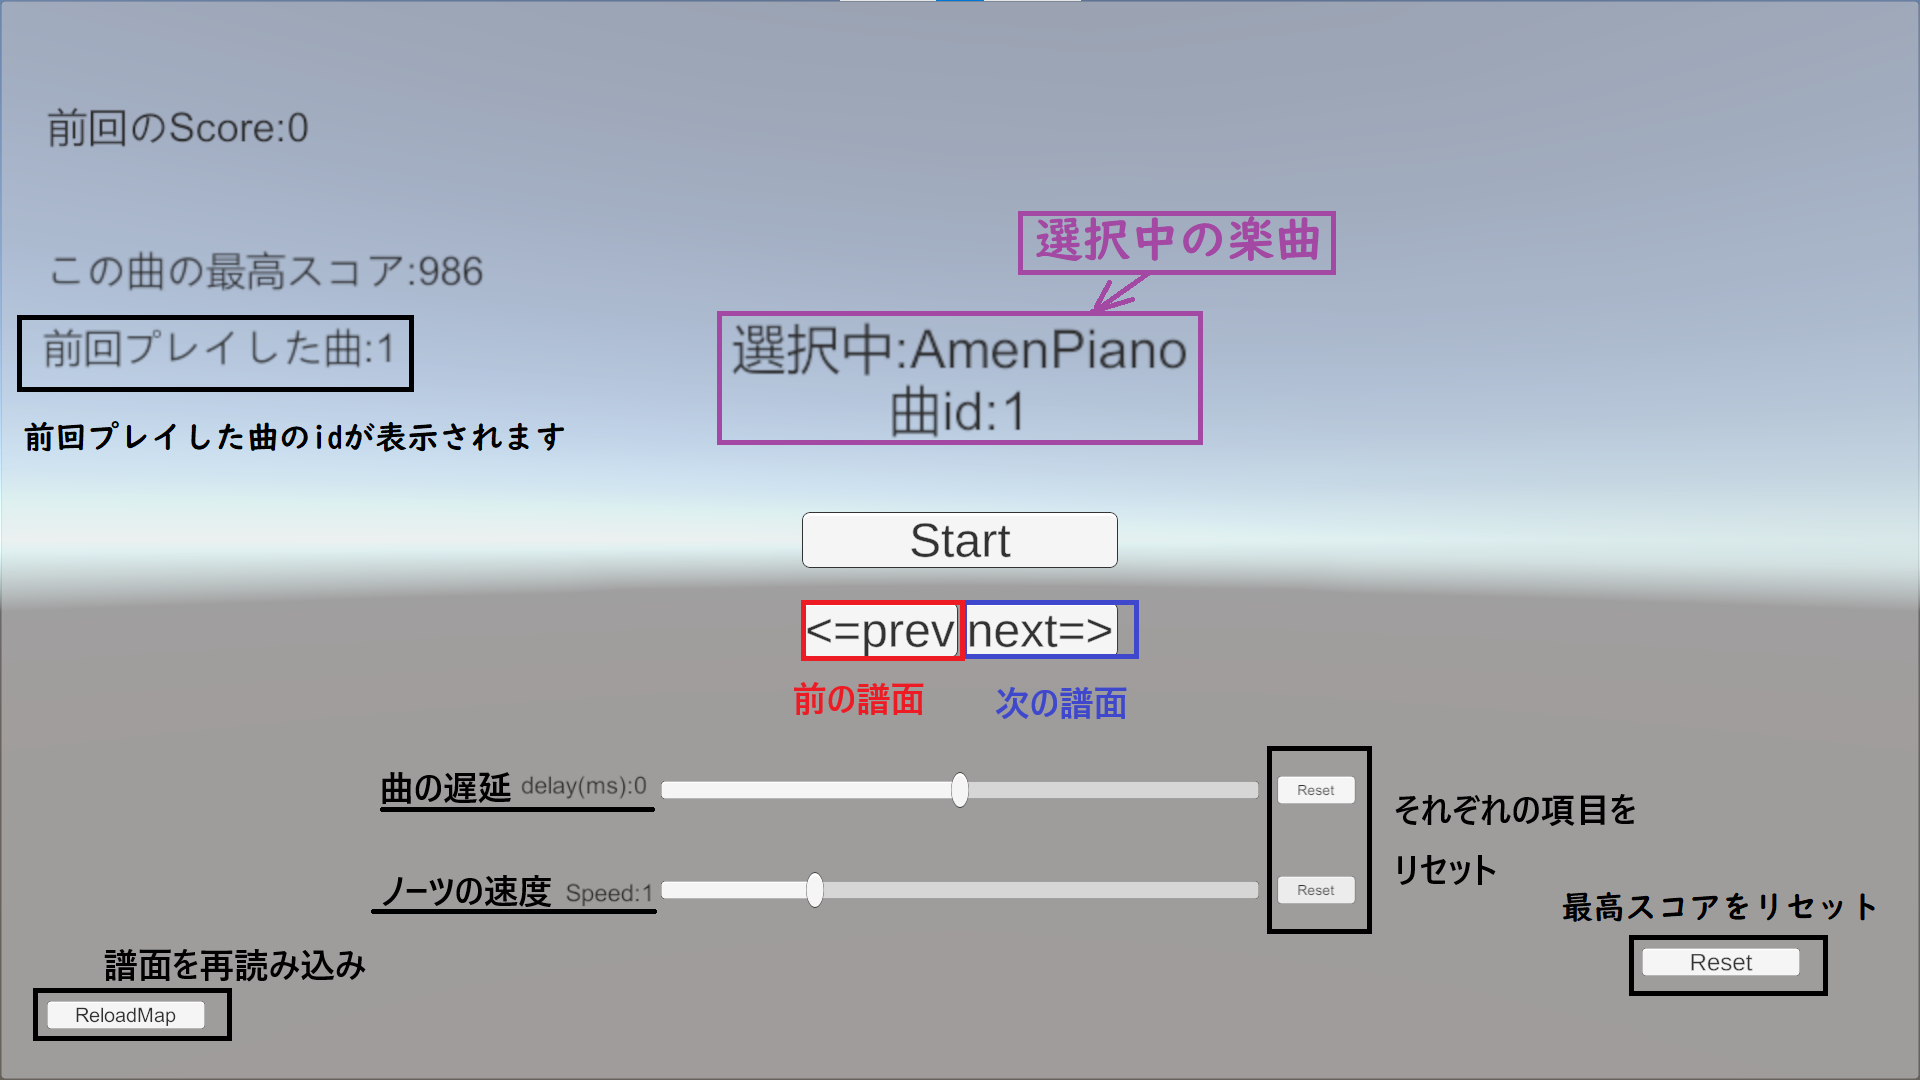 前回のScore:0
この曲の最高スコア:986
前回プレイした曲:1
前回プレイした曲のidが表示されます
選択中の楽曲
選択中:AmenPiano
曲id:1
Start
<=prev next=>
前の譜面 次の譜面
曲の遅延 delay(ms):0 Reset
ノーツの速度 Speed:1 Reset
それぞれの項目を
リセット
最高スコアをリセット
Reset
譜面を再読み込み
ReloadMap